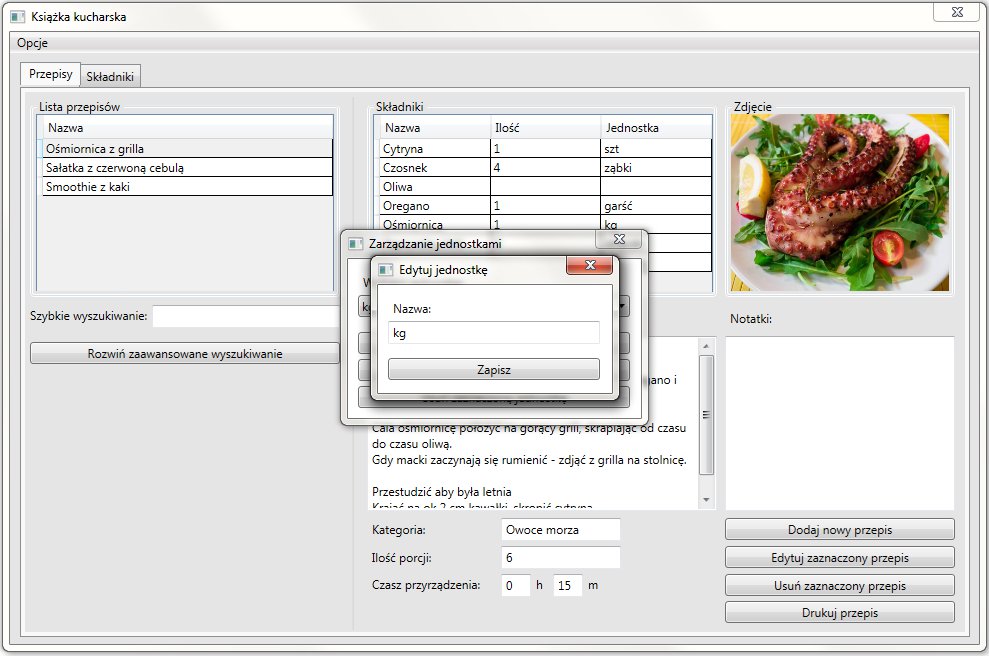 Książka kucharska
Opcje
Przepisy Składniki
Lista przepisów
Nazwa
Ośmiornica z grilla
Sałatka z czerwoną cebulą
Smoothie z kaki
Szybkie wyszukiwanie:
Rozwiń zaawansowane wyszukiwanie
Składniki
Nazwa Ilość Jednostka
Cytryna 1 szt
Czosnek 4 ząbki
Oliwa
Oregano 1 garść
Ośmiornica 1 kg
Zarządzanie jednostkami
Edytuj jednostkę
Nazwa:
kg
Zapisz
Całą ośmiornicę położyć na gorący grill, skrapiając od czasu
do czasu oliwą.
Gdy macki zaczynają się rumienić - zdjąć z grilla na stolnicę.
Przestudzić aby była letnia
Krajać na ok 2 cm kawałki, skropić cytryną
Kategoria: Owoce morza
Ilość porcji: 6
Czasz przyrządzenia: 0 h 15 m
Zdjęcie
Notatki:
Dodaj nowy przepis
Edytuj zaznaczony przepis
Usuń zaznaczony przepis
Drukuj przepis